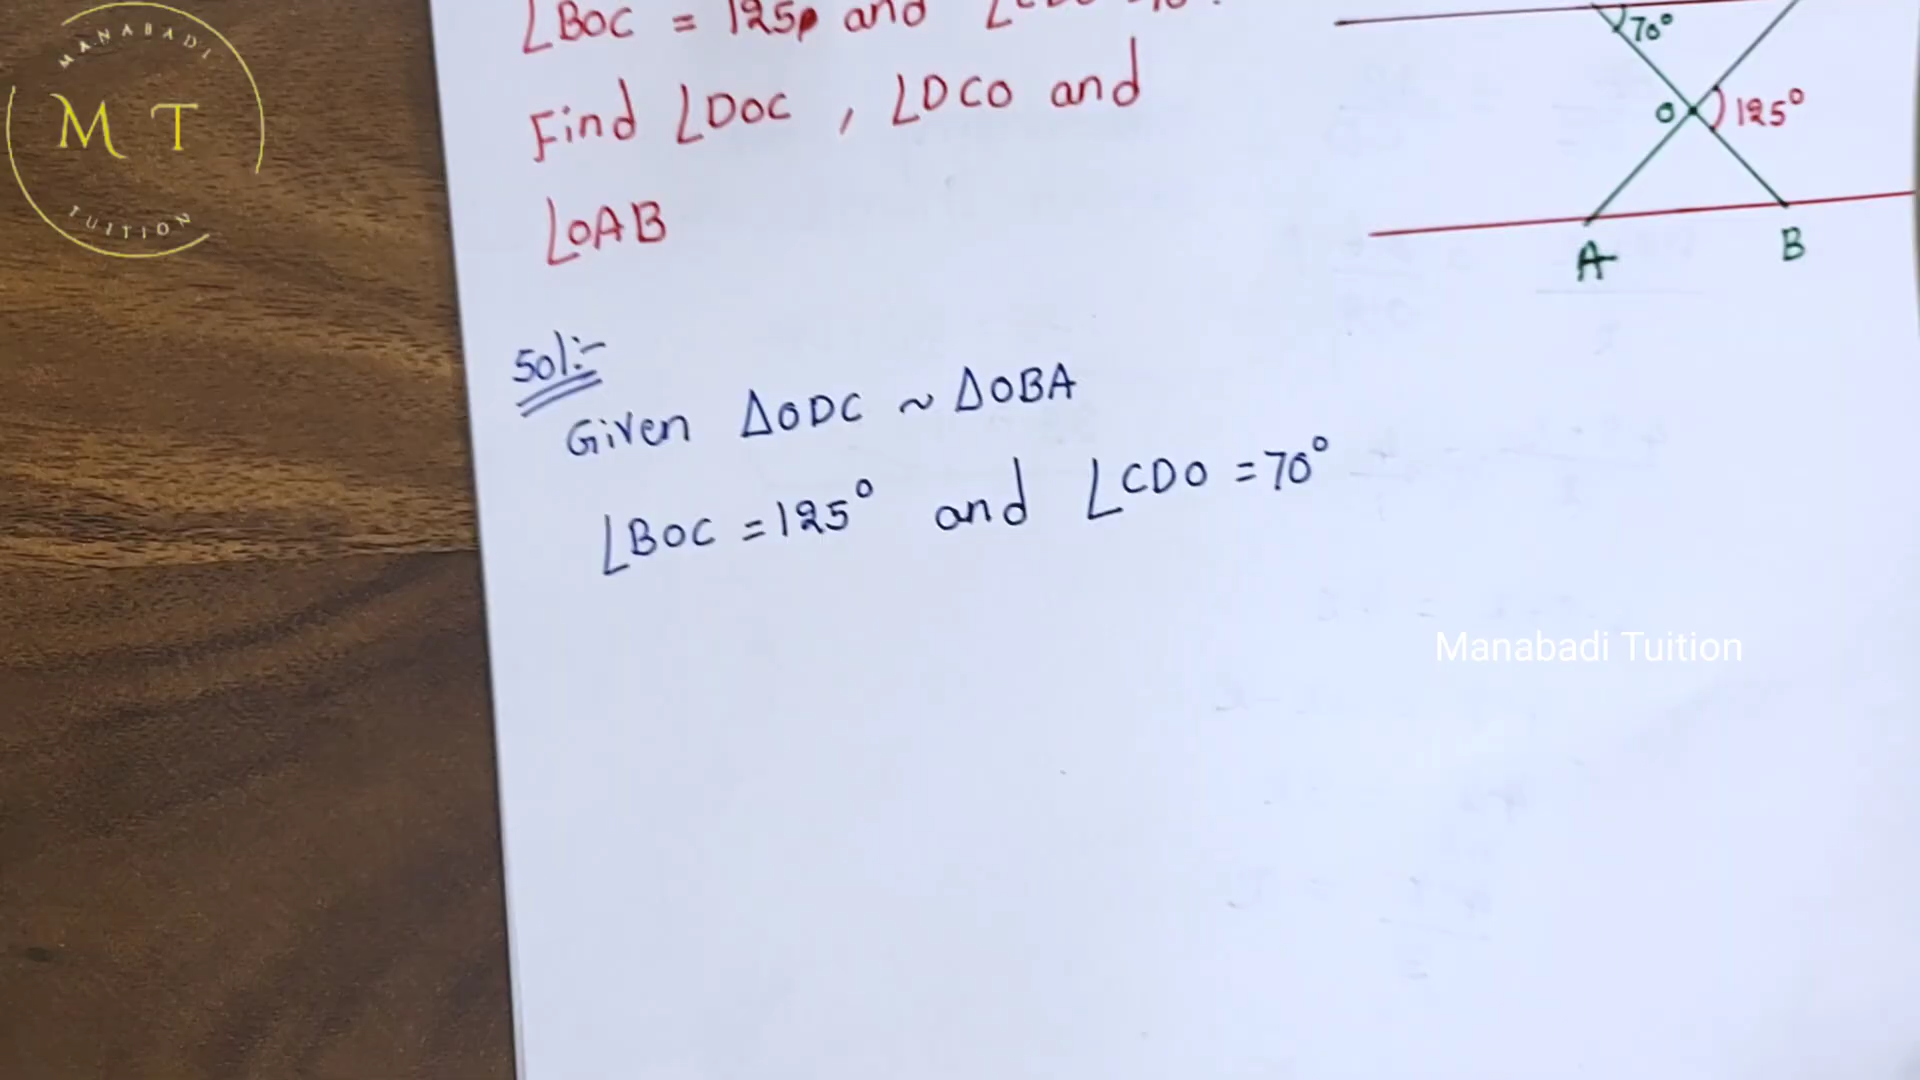 MANABADI
M T
TUITION
∠BOC = 125° and
Find ∠DOC , ∠DCO and
∠OAB
70°
O
125°
A
B
Sol:-
Given ΔODC ~ ΔOBA
∠BOC = 125° and ∠CDO = 70°
Manabadi Tuition